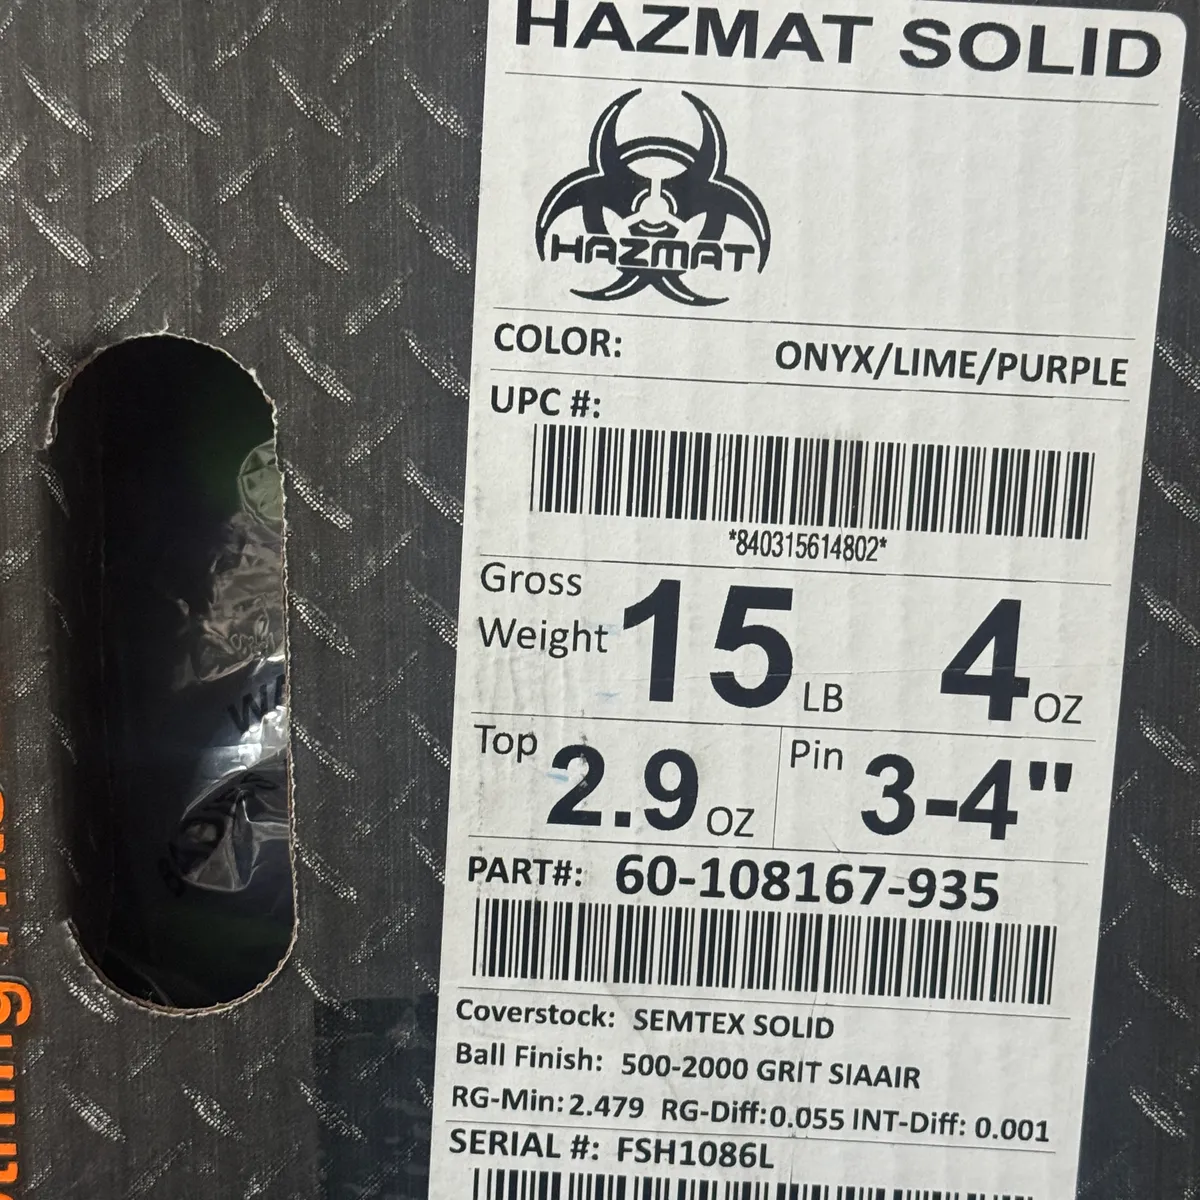 HAZMAT SOLID
HAZMAT
COLOR: ONYX/LIME/PURPLE
UPC #:
*840315614802*
Gross Weight 15 LB 4 OZ
Top 2.9 OZ Pin 3-4"
PART#: 60-108167-935
Coverstock: SEMTEX SOLID
Ball Finish: 500-2000 GRIT SIAAIR
RG-Min: 2.479 RG-Diff: 0.055 INT-Diff: 0.001
SERIAL #: FSH1086L